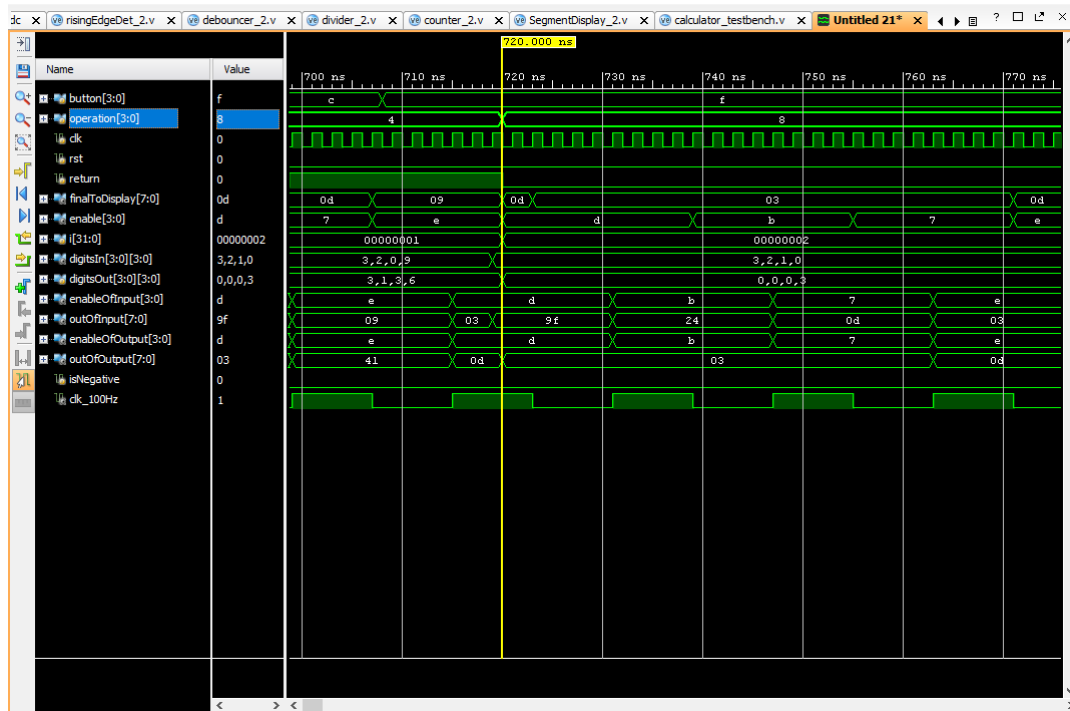 dc x risingEdgeDet_2.v x debouncer_2.v x divider_2.v x counter_2.v x SegmentDisplay_2.v x calculator_testbench.v x Untitled 21* x ?
720.000 ns
Name Value
700 ns 710 ns 720 ns 730 ns 740 ns 750 ns 760 ns 770 ns
button[3:0] f c f
operation[3:0] 8 4 8
clk 0
rst 0
return 0
finalToDisplay[7:0] 0d 0d 09 0d 03 0d
enable[3:0] d 7 e d b 7 e
i[31:0] 00000002 00000001 00000002
digitsIn[3:0][3:0] 3,2,1,0 3,2,0,9 3,2,1,0
digitsOut[3:0][3:0] 0,0,0,3 3,1,3,6 0,0,0,3
enableOfInput[3:0] d e d b 7 e
outOfInput[7:0] 9f 09 03 9f 24 0d 03
enableOfOutput[3:0] d e d b 7 e
outOfOutput[7:0] 03 41 0d 03 0d
isNegative 0
clk_100Hz 1